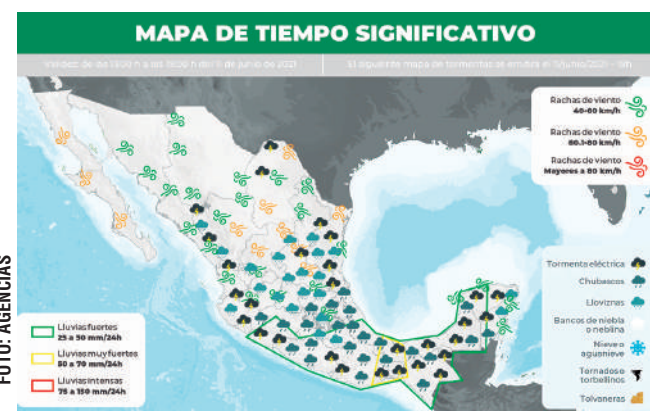 MAPA DE TIEMPO SIGNIFICATIVO
Rachas de viento
40-60 km/h
Rachas de viento
60.1-80 km/h
Rachas de viento
Mayores a 80 km/h
FOTO: AGENCIAS
Tormenta eléctrica
Chubascos
Lloviznas
Bancos de niebla
o neblina
Nieve o
aguanieve
Tornados o
torbellinos
Tolvaneras
Lluvias fuertes
25 a 50 mm/24h
Lluvias muy fuertes
50 a 70 mm/24h
Lluvias intensas
75 a 150 mm/24h